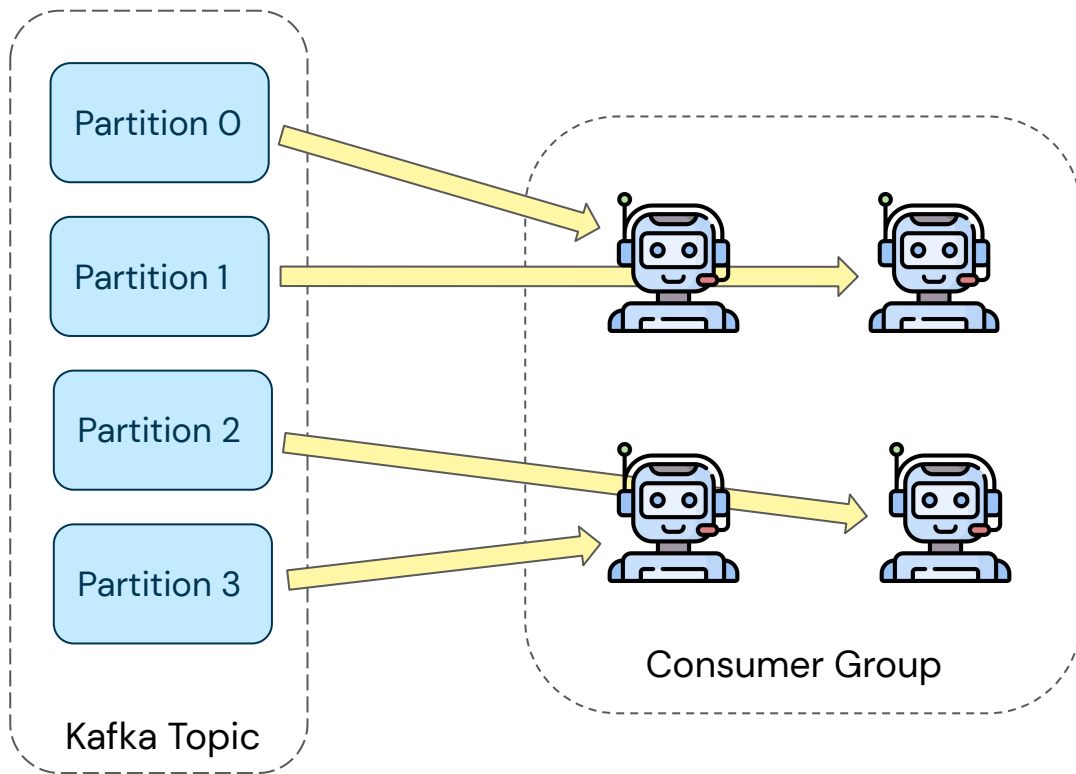 Partition 0
Partition 1
Partition 2
Partition 3
Kafka Topic
Consumer Group